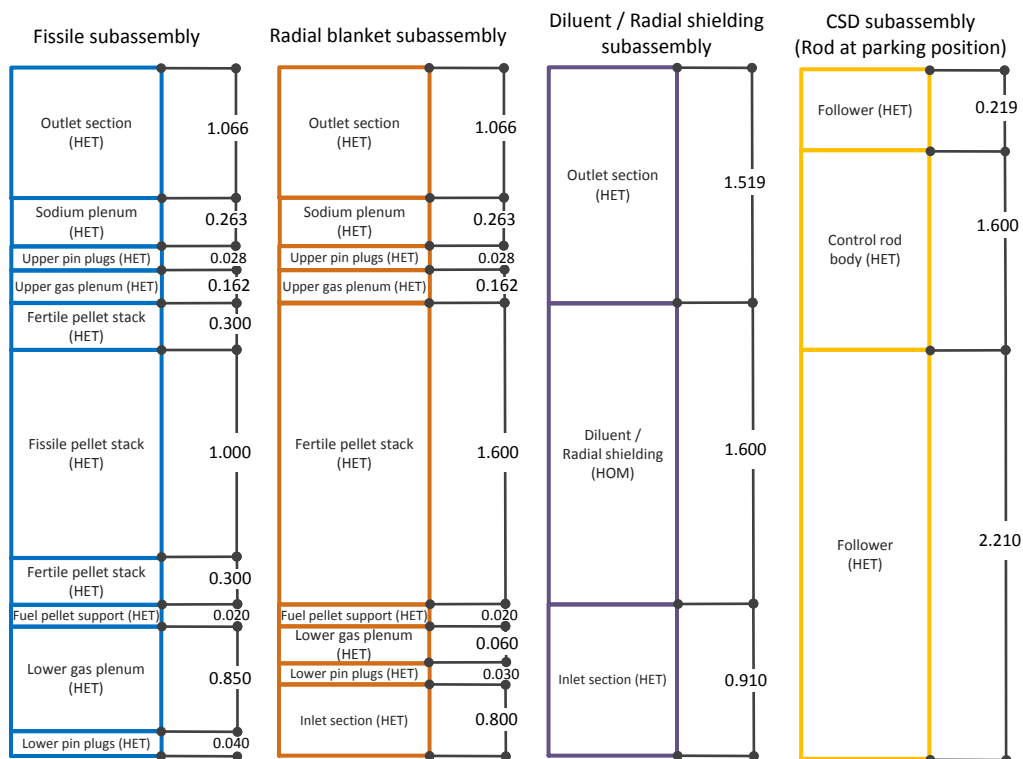 Fissile subassembly
Outlet section
(HET)
1.066
Sodium plenum
(HET)
0.263
Upper pin plugs (HET)
0.028
Upper gas plenum (HET)
0.162
Fertile pellet stack
(HET)
0.300
Fissile pellet stack
(HET)
1.000
Fertile pellet stack
(HET)
0.300
Fuel pellet support (HET)
0.020
Lower gas plenum
(HET)
0.850
Lower pin plugs (HET)
0.040
Radial blanket subassembly
Outlet section
(HET)
1.066
Sodium plenum
(HET)
0.263
Upper pin plugs (HET)
0.028
Upper gas plenum (HET)
0.162
Fertile pellet stack
(HET)
1.600
Fuel pellet support (HET)
0.020
Lower gas plenum
(HET)
0.060
Lower pin plugs (HET)
0.030
Inlet section (HET)
0.800
Diluent / Radial shielding
subassembly
Outlet section
(HET)
1.519
Diluent /
Radial shielding
(HOM)
1.600
Inlet section (HET)
0.910
CSD subassembly
(Rod at parking position)
Follower (HET)
0.219
Control rod
body (HET)
1.600
Follower
(HET)
2.210